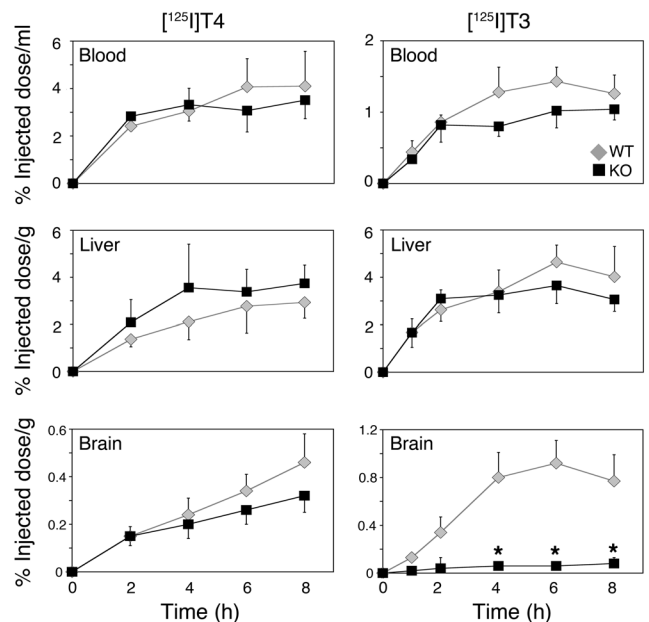 [¹²⁵I]T4
[¹²⁵I]T3
% Injected dose/ml
6
4
2
0
Blood
2
1
0
Blood
WT
KO
% Injected dose/g
6
4
2
0
Liver
6
4
2
0
Liver
% Injected dose/g
0.6
0.4
0.2
0
Brain
0 2 4 6 8
Time (h)
1.2
0.8
0.4
0
Brain
* * *
0 2 4 6 8
Time (h)